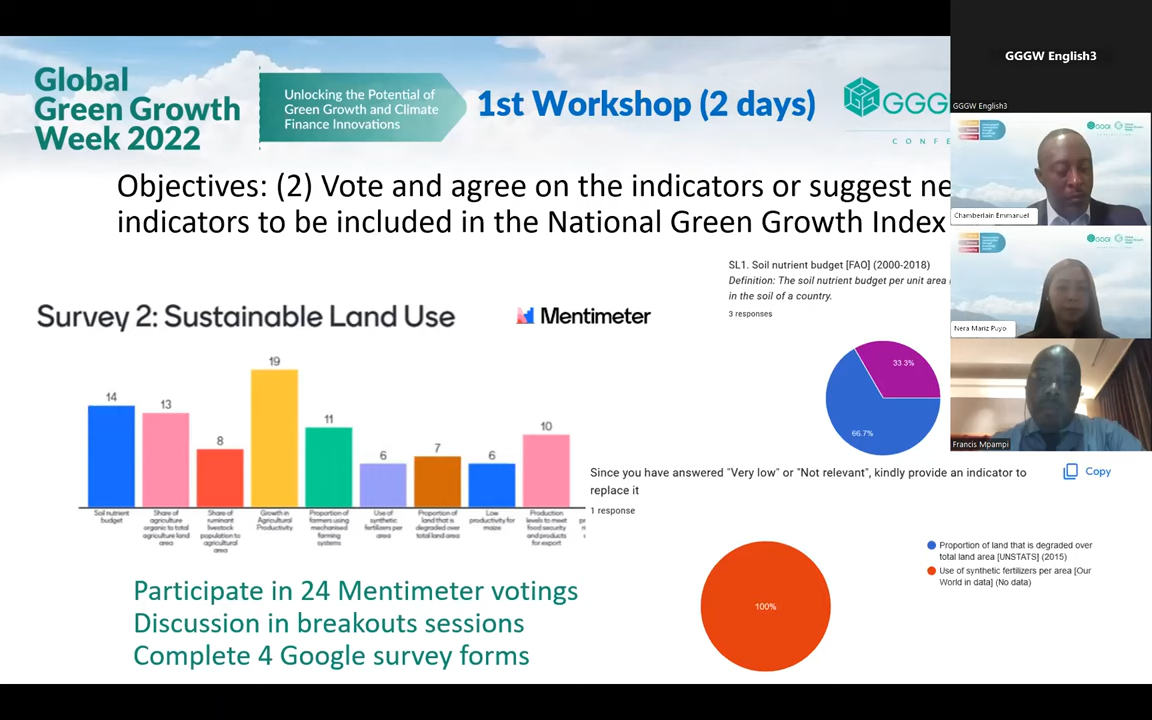 Global
Green Growth
Week 2022
Unlocking the Potential of
Green Growth and Climate
Finance Innovations
1st Workshop (2 days)
GGG
CONFE
GGGW English3
GGGW English3
Chamberlain Emmanuel
Nera Mariz Puyo
Francis Mpampi
Objectives: (2) Vote and agree on the indicators or suggest ne
indicators to be included in the National Green Growth Index
SL1. Soil nutrient budget [FAO] (2000-2018)
Definition: The soil nutrient budget per unit area
in the soil of a country.
3 responses
33.3%
66.7%
Survey 2: Sustainable Land Use
Mentimeter
14
13
8
19
11
6
7
6
10
Soil nutrient
budget
Share of
agriculture
organic to total
agriculture land
area
Share of
ruminant
livestock
population to
agricultural
area
Growth in
Agricultural
Productivity
Proportion of
farmers using
mechanised
farming
systems
Use of
synthetic
fertilizers per
area
Proportion of
land that is
degraded over
total land area
Low
productivity for
maize
Production
levels to meet
food security
and products
for export
Since you have answered "Very low" or "Not relevant", kindly provide an indicator to
replace it
Copy
1 response
100%
Proportion of land that is degraded over
total land area [UNSTATS] (2015)
Use of synthetic fertilizers per area [Our
World in data] (No data)
Participate in 24 Mentimeter votings
Discussion in breakouts sessions
Complete 4 Google survey forms